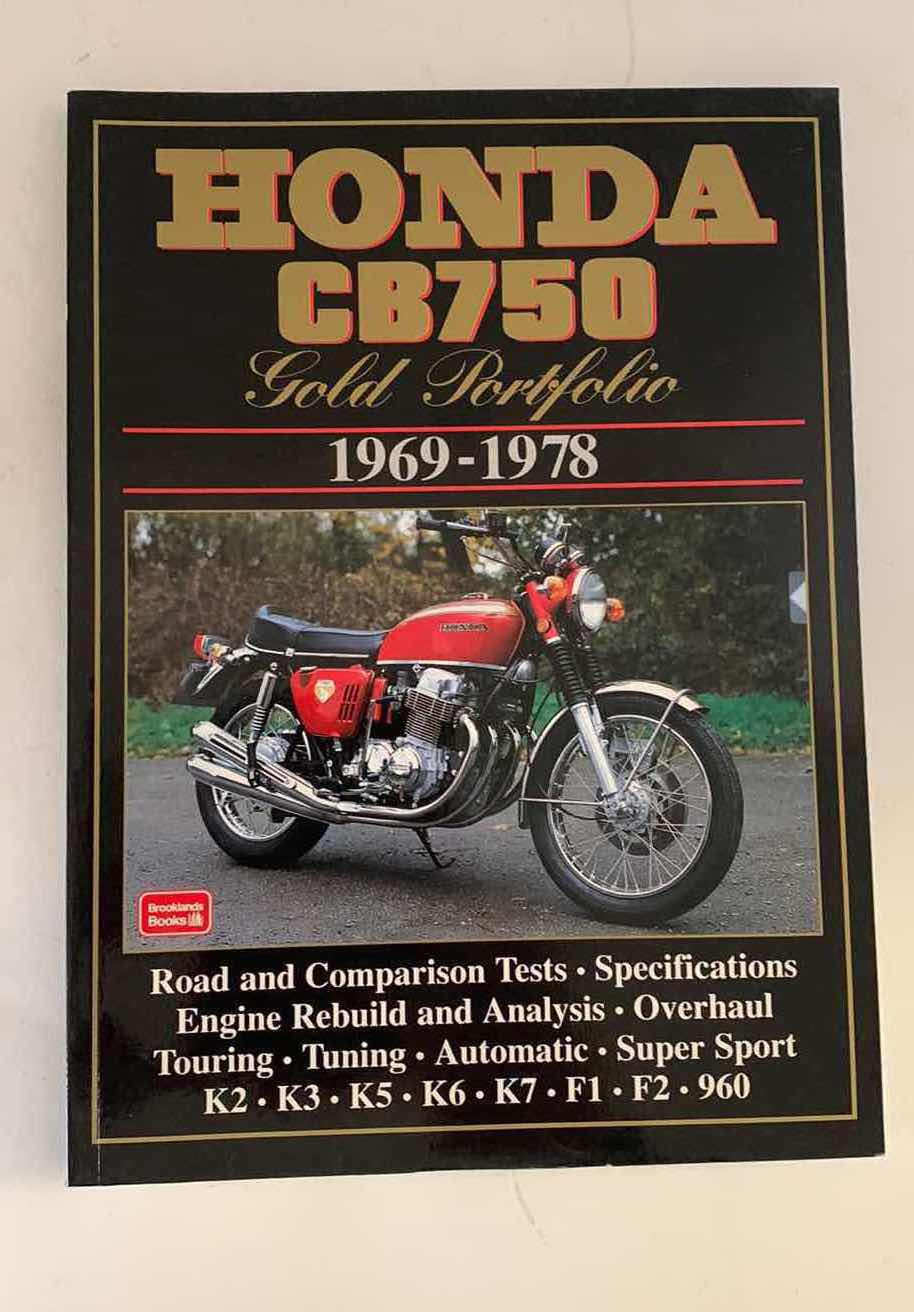 HONDA
CB750
Gold Portfolio
1969-1978
HONDA
Brooklands
Books
Road and Comparison Tests • Specifications
Engine Rebuild and Analysis • Overhaul
Touring • Tuning • Automatic • Super Sport
K2 • K3 • K5 • K6 • K7 • F1 • F2 • 960